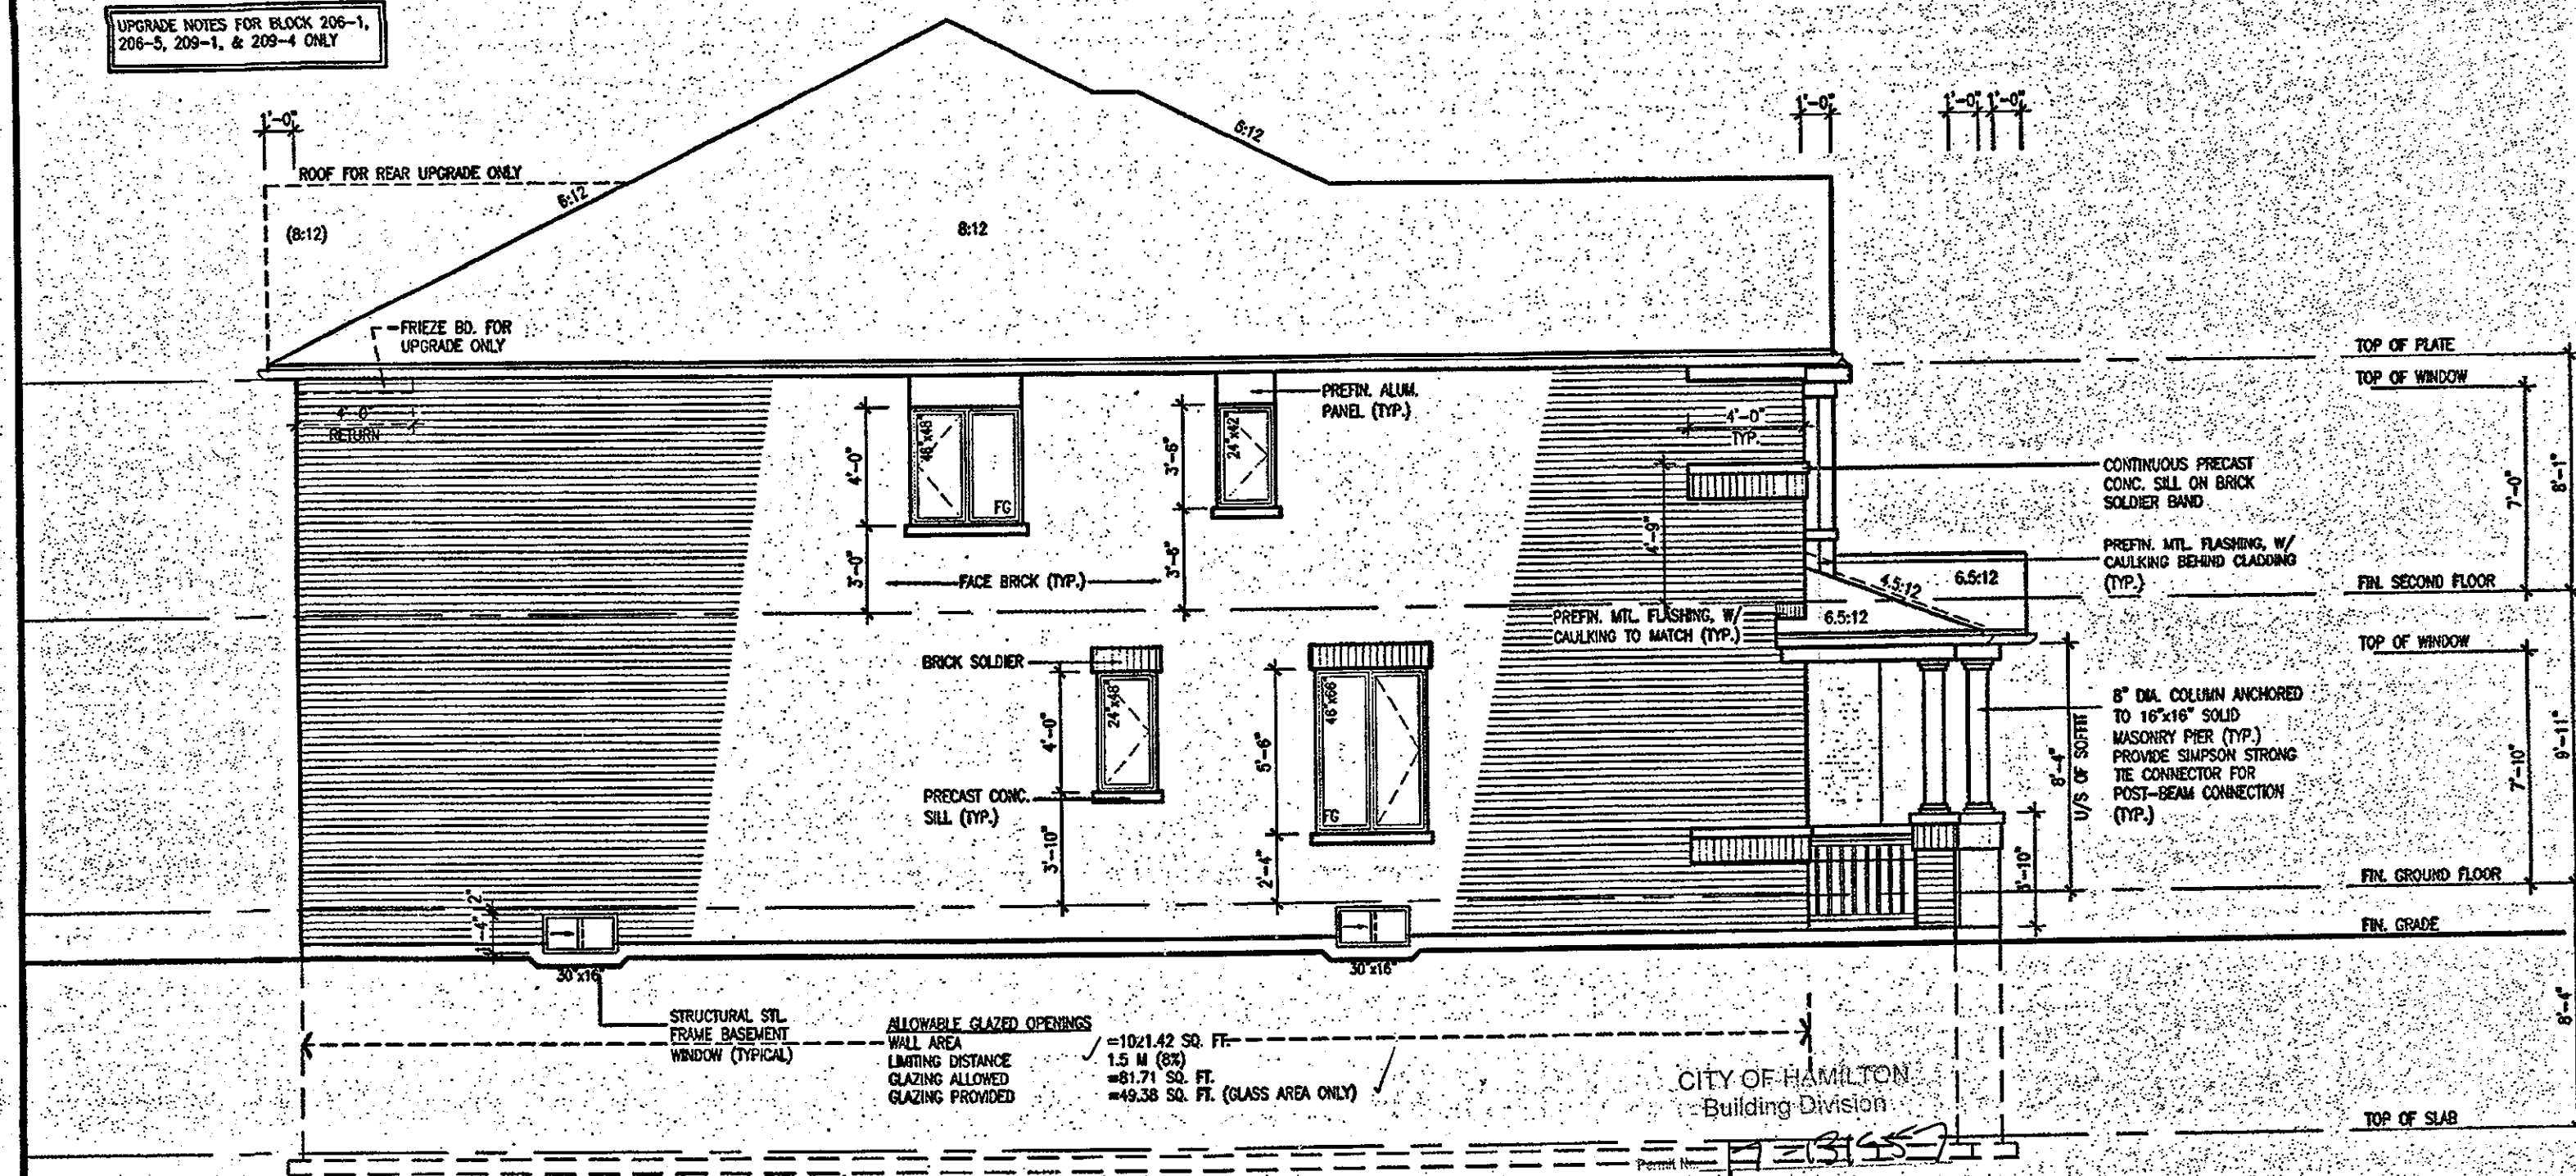 UPGRADE NOTES FOR BLOCK 206-1,
206-5, 209-1, & 209-4 ONLY
1'-0"
1'-0"
1'-0" 1'-0"
ROOF FOR REAR UPGRADE ONLY
6:12
6:12
(8:12)
8:12
FRIEZE BD. FOR
UPGRADE ONLY
4'-0"
RETURN
TOP OF PLATE
TOP OF WINDOW
PREFIN. ALUM.
PANEL (TYP.)
48"x48"
FG
24"x42"
4'-0"
3'-0"
3'-6"
3'-6"
4'-0"
TYP.
4'-9"
CONTINUOUS PRECAST
CONC. SILL ON BRICK
SOLDIER BAND
7'-0"
8'-1"
PREFIN. MTL. FLASHING, W/
CAULKING BEHIND CLADDING
(TYP.)
FACE BRICK (TYP.)
4.5:12
6.5:12
6.5:12
FIN. SECOND FLOOR
PREFIN. MTL. FLASHING, W/
CAULKING TO MATCH (TYP.)
TOP OF WINDOW
BRICK SOLDIER
24"x48"
4'-0"
3'-10"
5'-6"
2'-4"
FG
PRECAST CONC.
SILL (TYP.)
8" DIA. COLUMN ANCHORED
TO 16"x16" SOLID
MASONRY PIER (TYP.)
PROVIDE SIMPSON STRONG
TIE CONNECTOR FOR
POST-BEAM CONNECTION
(TYP.)
8'-4"
U/S OF SOFFIT
7'-10"
9'-11"
FIN. GROUND FLOOR
FIN. GRADE
2"
1'-4"
30"x16"
30"x16"
STRUCTURAL STL.
FRAME BASEMENT
WINDOW (TYPICAL)
ALLOWABLE GLAZED OPENINGS
WALL AREA =1021.42 SQ. FT.
LIMITING DISTANCE 1.5 M (8%)
GLAZING ALLOWED =81.71 SQ. FT.
GLAZING PROVIDED =49.38 SQ. FT. (GLASS AREA ONLY)
8'-4"
CITY OF HAMILTON
Building Division
TOP OF SLAB
Permit